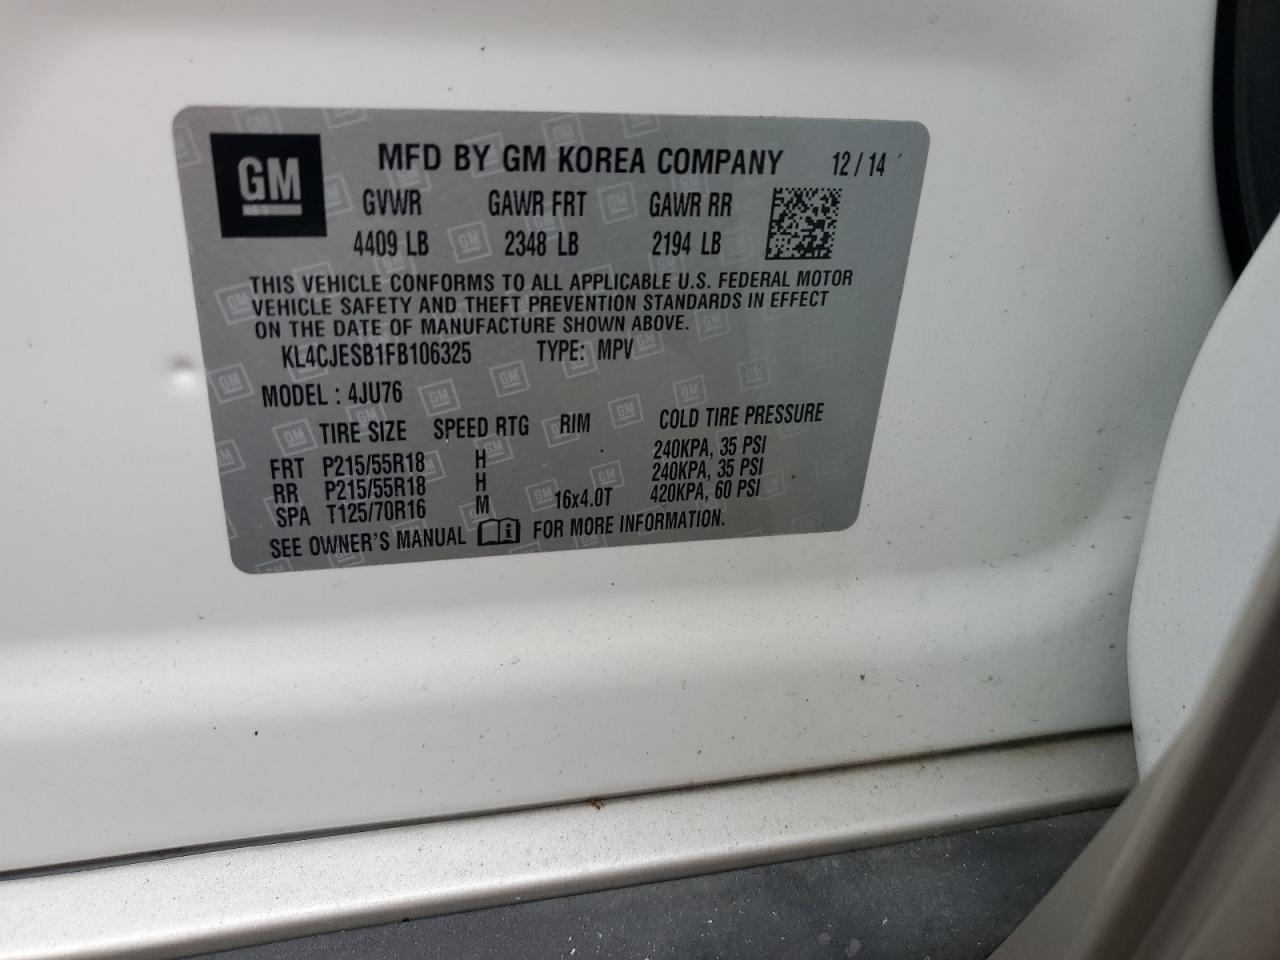 GM
MFD BY GM KOREA COMPANY 12 / 14
GVWR GAWR FRT GAWR RR
4409 LB 2348 LB 2194 LB
THIS VEHICLE CONFORMS TO ALL APPLICABLE U.S. FEDERAL MOTOR
VEHICLE SAFETY AND THEFT PREVENTION STANDARDS IN EFFECT
ON THE DATE OF MANUFACTURE SHOWN ABOVE.
KL4CJESB1FB106325 TYPE: MPV
MODEL : 4JU76
TIRE SIZE SPEED RTG RIM COLD TIRE PRESSURE
FRT P215/55R18 H 240KPA, 35 PSI
RR P215/55R18 H 240KPA, 35 PSI
SPA T125/70R16 M 16x4.0T 420KPA, 60 PSI
SEE OWNER'S MANUAL i FOR MORE INFORMATION.